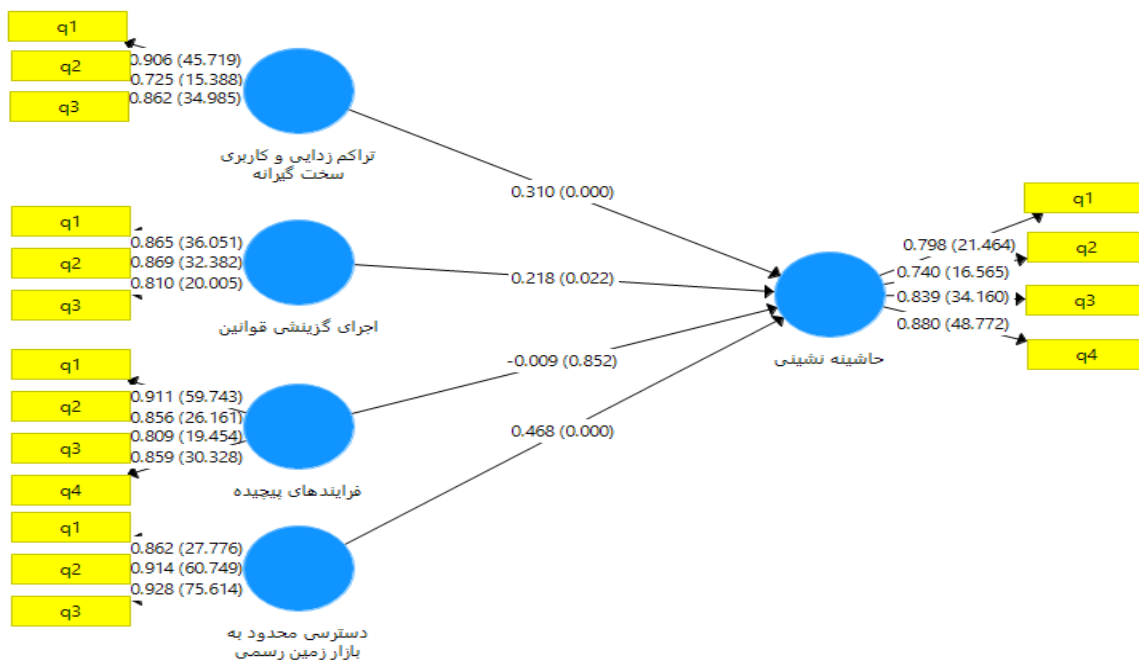 q1
q2
q3
0.906 (45.719)
0.725 (15.388)
0.862 (34.985)
تراکم زدایی و کاربری
سخت گیرانه
0.310 (0.000)
q1
q2
q3
0.865 (36.051)
0.869 (32.382)
0.810 (20.005)
اجرای گزینشی قوانین
0.218 (0.022)
q1
q2
q3
q4
0.911 (59.743)
0.856 (26.161)
0.809 (19.454)
0.859 (30.328)
فرایندهای پیچیده
-0.009 (0.852)
q1
q2
q3
0.862 (27.776)
0.914 (60.749)
0.928 (75.614)
دسترسی محدود به
بازار زمین رسمی
0.468 (0.000)
حاشینه نشینی
0.798 (21.464)
0.740 (16.565)
0.839 (34.160)
0.880 (48.772)
q1
q2
q3
q4